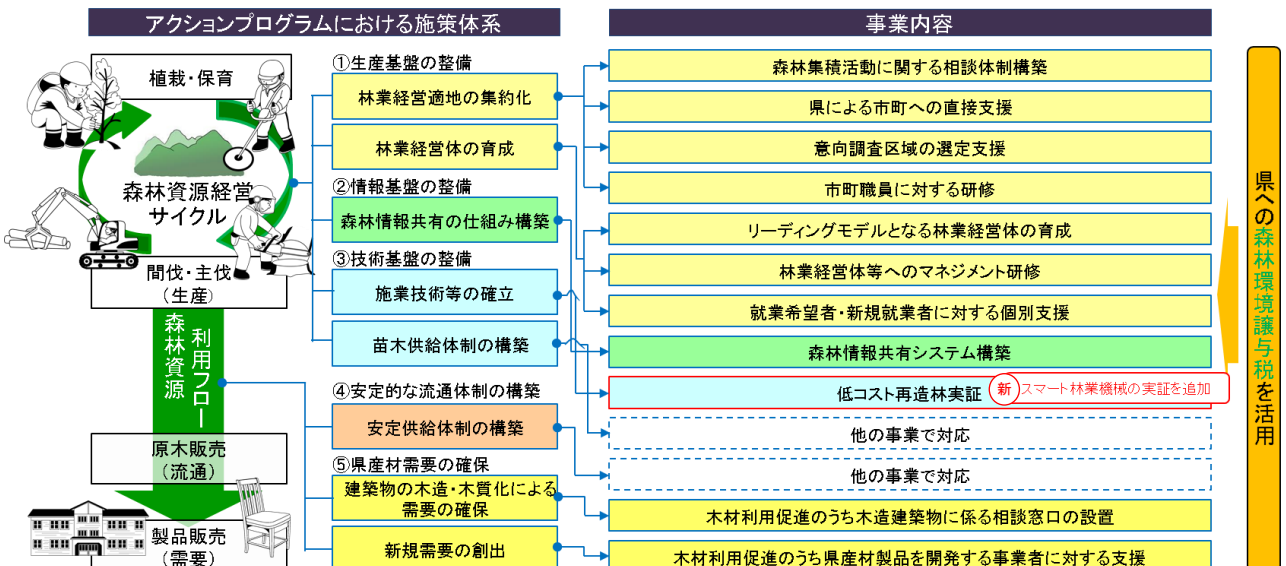 アクションプログラムにおける施策体系
事業内容
植栽・保育
森林資源経営
サイクル
間伐・主伐
(生産)
森林資源
利用フロー
原木販売
(流通)
製品販売
(需要)
①生産基盤の整備
林業経営適地の集約化
林業経営体の育成
②情報基盤の整備
森林情報共有の仕組み構築
③技術基盤の整備
施業技術等の確立
苗木供給体制の構築
④安定的な流通体制の構築
安定供給体制の構築
⑤県産材需要の確保
建築物の木造・木質化による
需要の確保
新規需要の創出
森林集積活動に関する相談体制構築
県による市町への直接支援
意向調査区域の選定支援
市町職員に対する研修
リーディングモデルとなる林業経営体の育成
林業経営体等へのマネジメント研修
就業希望者・新規就業者に対する個別支援
森林情報共有システム構築
低コスト再造林実証
新 スマート林業機械の実証を追加
他の事業で対応
他の事業で対応
木材利用促進のうち木造建築物に係る相談窓口の設置
木材利用促進のうち県産材製品を開発する事業者に対する支援
県への森林環境譲与税を活用